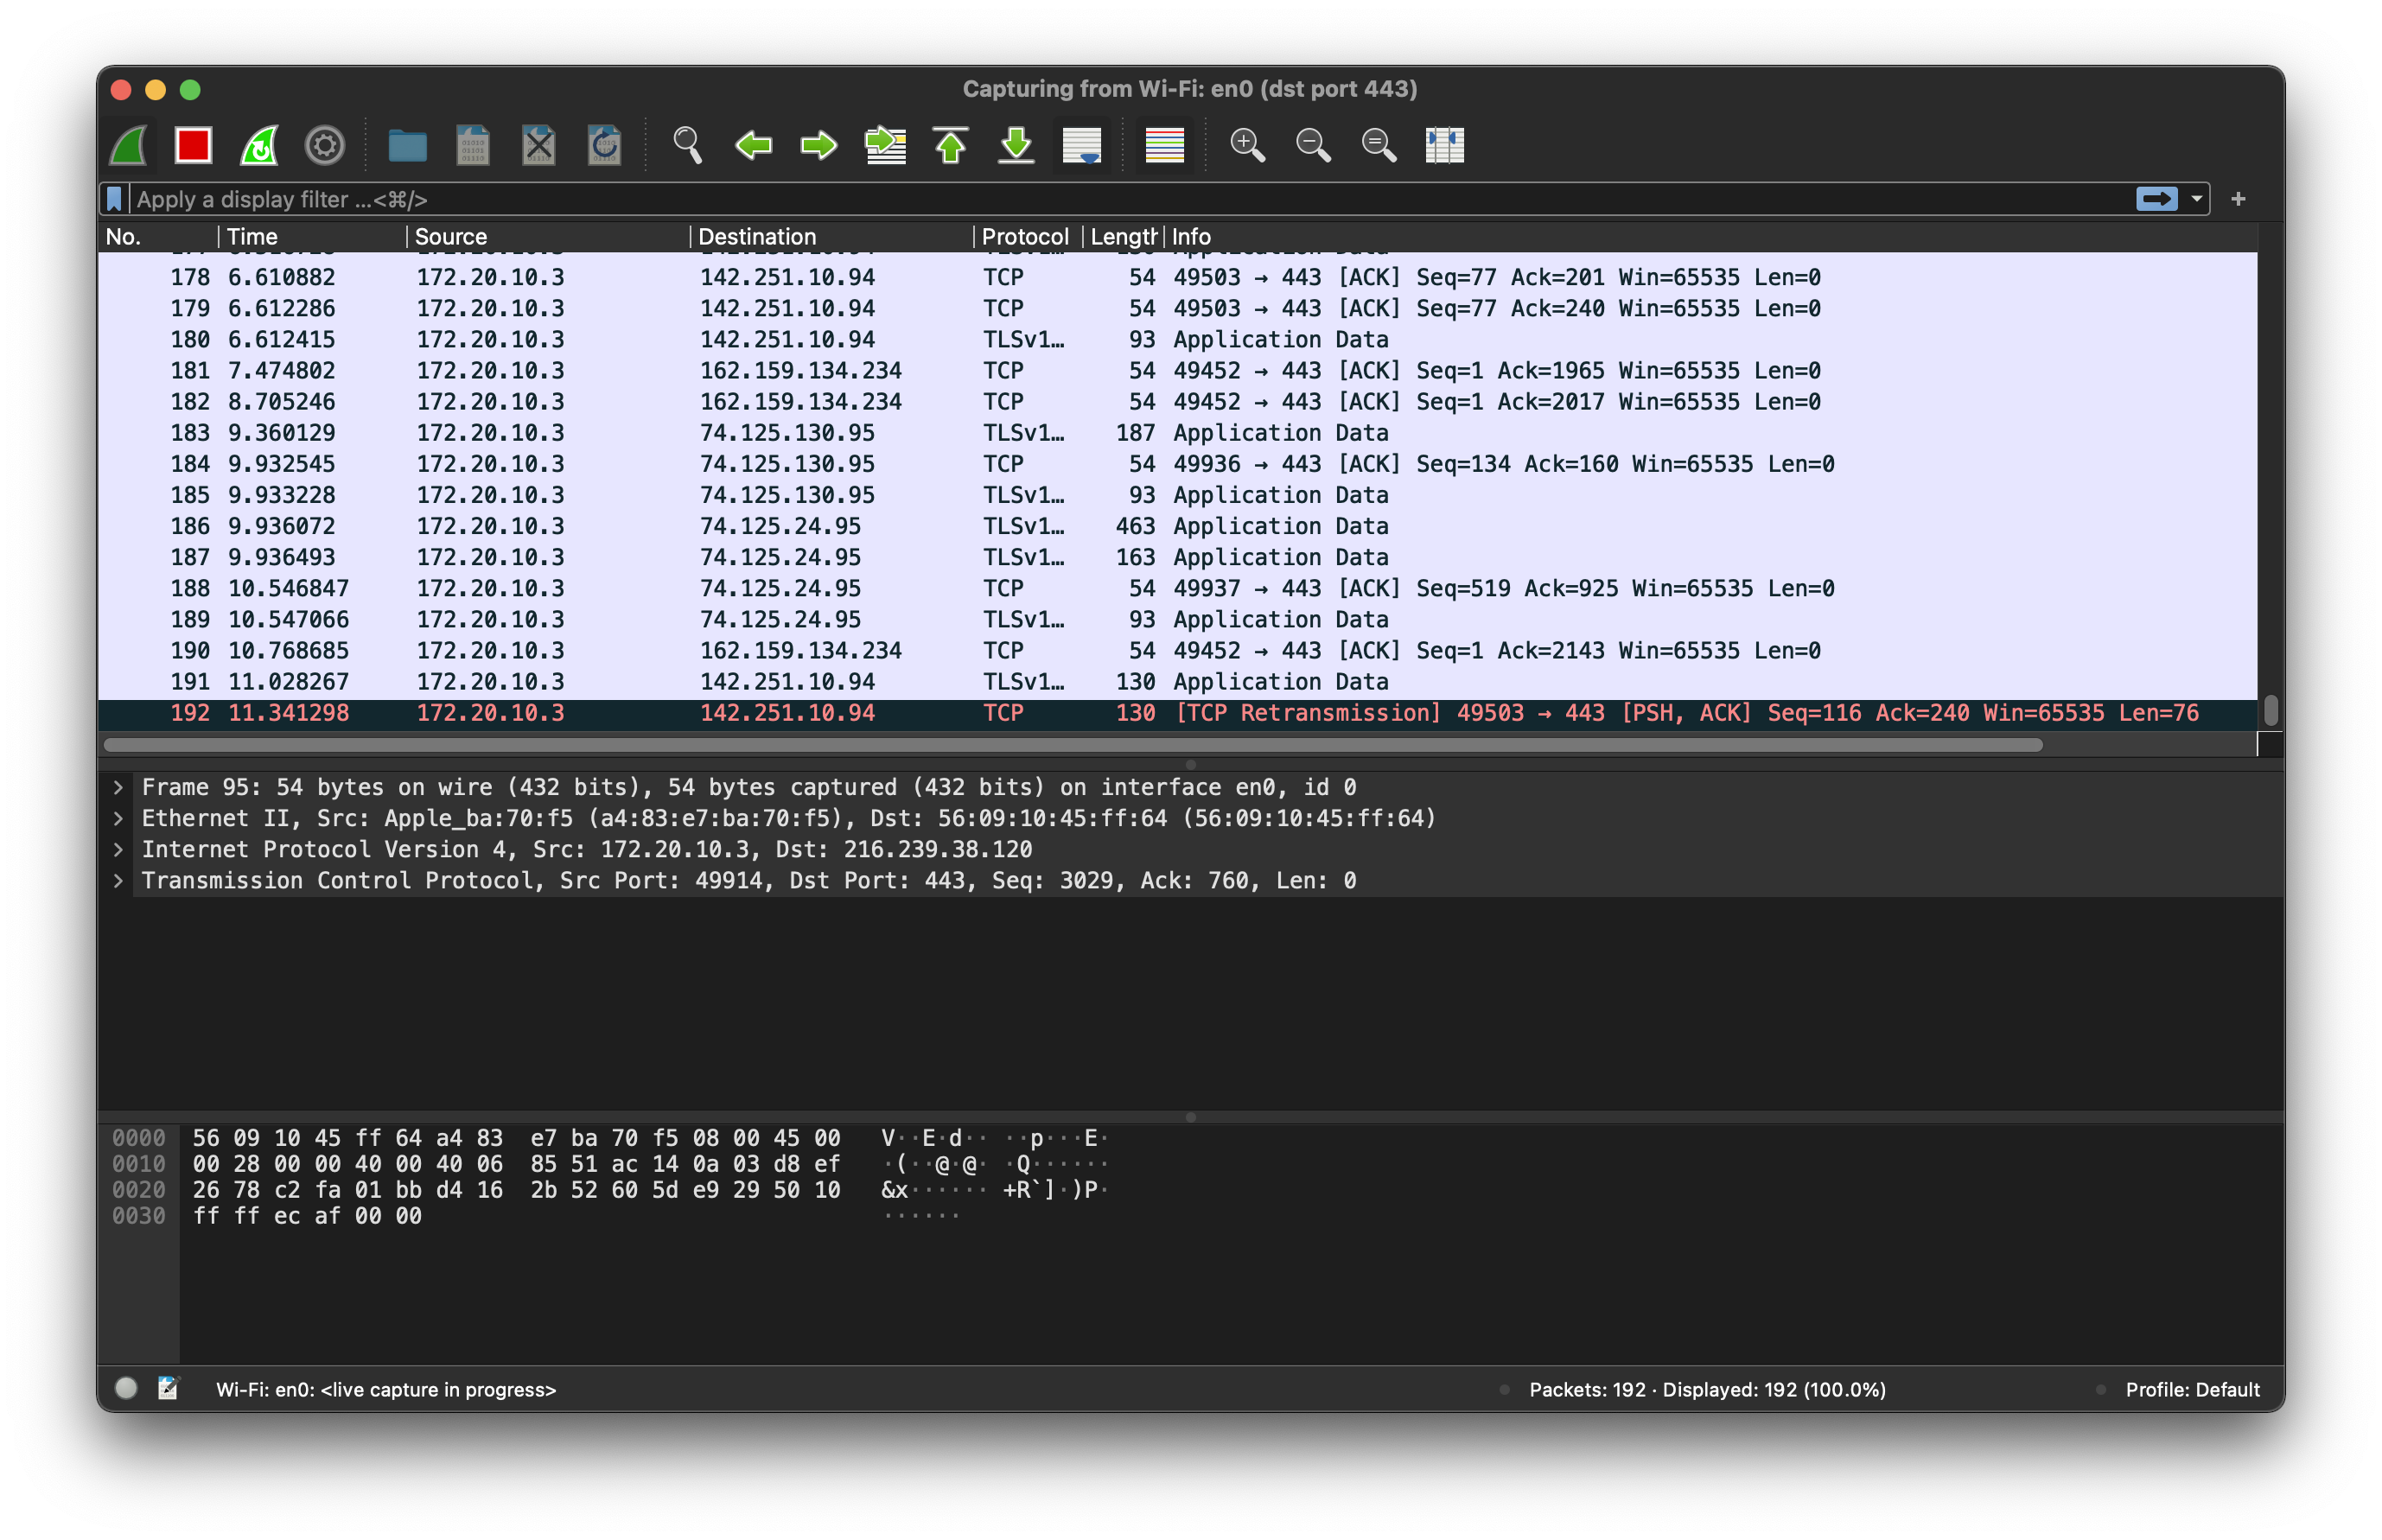 Capturing from Wi-Fi: en0 (dst port 443)
Apply a display filter ...<⌘/>
No. Time Source Destination Protocol Length Info
178 6.610882 172.20.10.3 142.251.10.94 TCP 54 49503 → 443 [ACK] Seq=77 Ack=201 Win=65535 Len=0
179 6.612286 172.20.10.3 142.251.10.94 TCP 54 49503 → 443 [ACK] Seq=77 Ack=240 Win=65535 Len=0
180 6.612415 172.20.10.3 142.251.10.94 TLSv1… 93 Application Data
181 7.474802 172.20.10.3 162.159.134.234 TCP 54 49452 → 443 [ACK] Seq=1 Ack=1965 Win=65535 Len=0
182 8.705246 172.20.10.3 162.159.134.234 TCP 54 49452 → 443 [ACK] Seq=1 Ack=2017 Win=65535 Len=0
183 9.360129 172.20.10.3 74.125.130.95 TLSv1… 187 Application Data
184 9.932545 172.20.10.3 74.125.130.95 TCP 54 49936 → 443 [ACK] Seq=134 Ack=160 Win=65535 Len=0
185 9.933228 172.20.10.3 74.125.130.95 TLSv1… 93 Application Data
186 9.936072 172.20.10.3 74.125.24.95 TLSv1… 463 Application Data
187 9.936493 172.20.10.3 74.125.24.95 TLSv1… 163 Application Data
188 10.546847 172.20.10.3 74.125.24.95 TCP 54 49937 → 443 [ACK] Seq=519 Ack=925 Win=65535 Len=0
189 10.547066 172.20.10.3 74.125.24.95 TLSv1… 93 Application Data
190 10.768685 172.20.10.3 162.159.134.234 TCP 54 49452 → 443 [ACK] Seq=1 Ack=2143 Win=65535 Len=0
191 11.028267 172.20.10.3 142.251.10.94 TLSv1… 130 Application Data
192 11.341298 172.20.10.3 142.251.10.94 TCP 130 [TCP Retransmission] 49503 → 443 [PSH, ACK] Seq=116 Ack=240 Win=65535 Len=76
Frame 95: 54 bytes on wire (432 bits), 54 bytes captured (432 bits) on interface en0, id 0
Ethernet II, Src: Apple_ba:70:f5 (a4:83:e7:ba:70:f5), Dst: 56:09:10:45:ff:64 (56:09:10:45:ff:64)
Internet Protocol Version 4, Src: 172.20.10.3, Dst: 216.239.38.120
Transmission Control Protocol, Src Port: 49914, Dst Port: 443, Seq: 3029, Ack: 760, Len: 0
0000 56 09 10 45 ff 64 a4 83 e7 ba 70 f5 08 00 45 00 V··E·d·· ··p···E·
0010 00 28 00 00 40 00 40 06 85 51 ac 14 0a 03 d8 ef ·(··@·@· ·Q······
0020 26 78 c2 fa 01 bb d4 16 2b 52 60 5d e9 29 50 10 &x······ +R`]·)P·
0030 ff ff ec af 00 00 ······
Wi-Fi: en0: <live capture in progress> Packets: 192 · Displayed: 192 (100.0%) Profile: Default